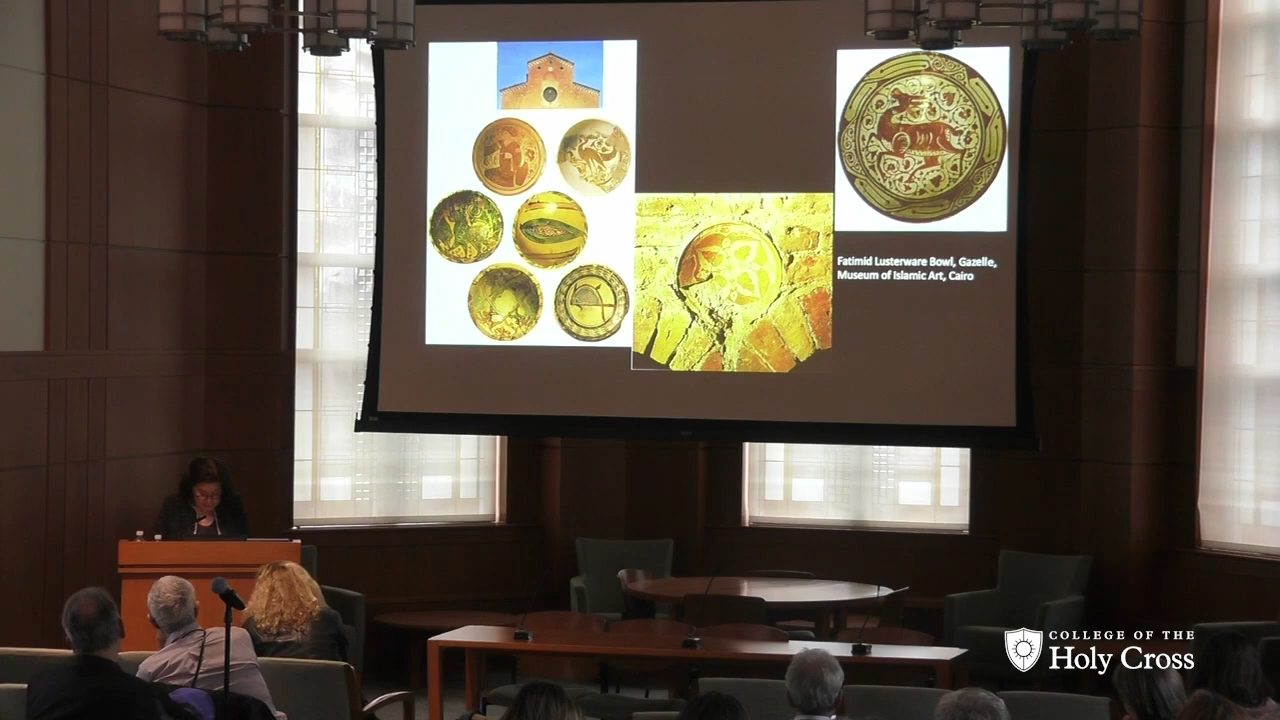 Fatimid Lusterware Bowl, Gazelle,
Museum of Islamic Art, Cairo
COLLEGE OF THE
Holy Cross